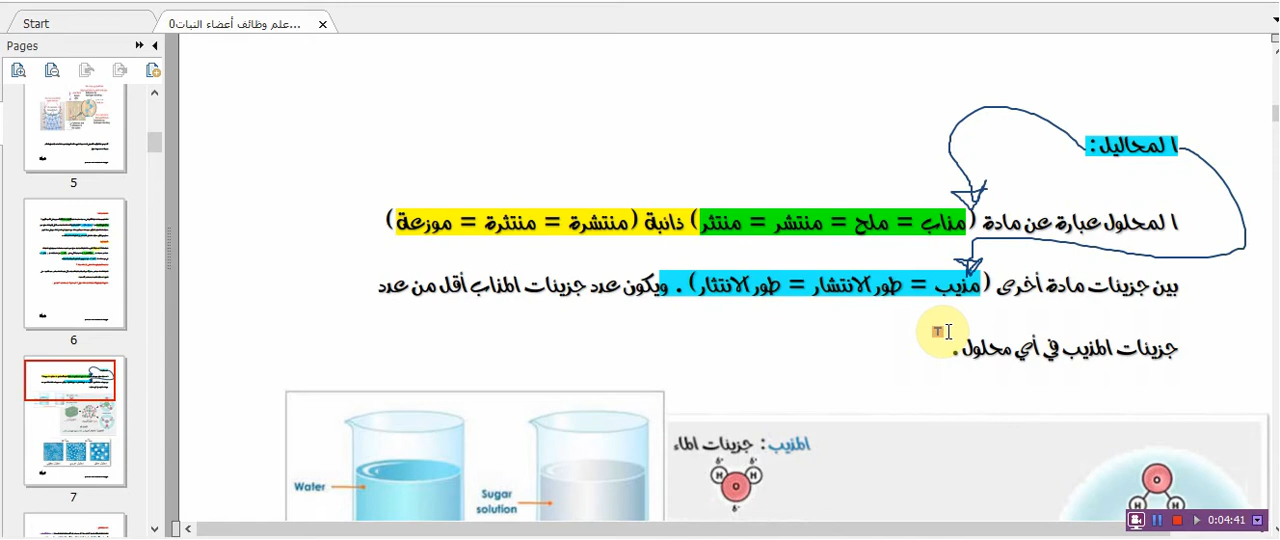 Start
علم وظائف أعضاء النبات0...
Pages
5
6
7
المحاليل :
المحلول عبارة عن مادة ( مذاب = ملح = منتشر = منتثر ) ذائبة ( منتشرة = منتثرة = موزعة )
بين جزيئات مادة أخرى ( مذيب = طور الانتشار = طور الانتثار ) . ويكون عدد جزيئات المذاب أقل من عدد
جزيئات المذيب في أي محلول .
Water
Sugar
solution
المذيب : جزيئات الماء
δ⁺ δ⁺
H O H
δ⁻
O
H H
T
0:04:41